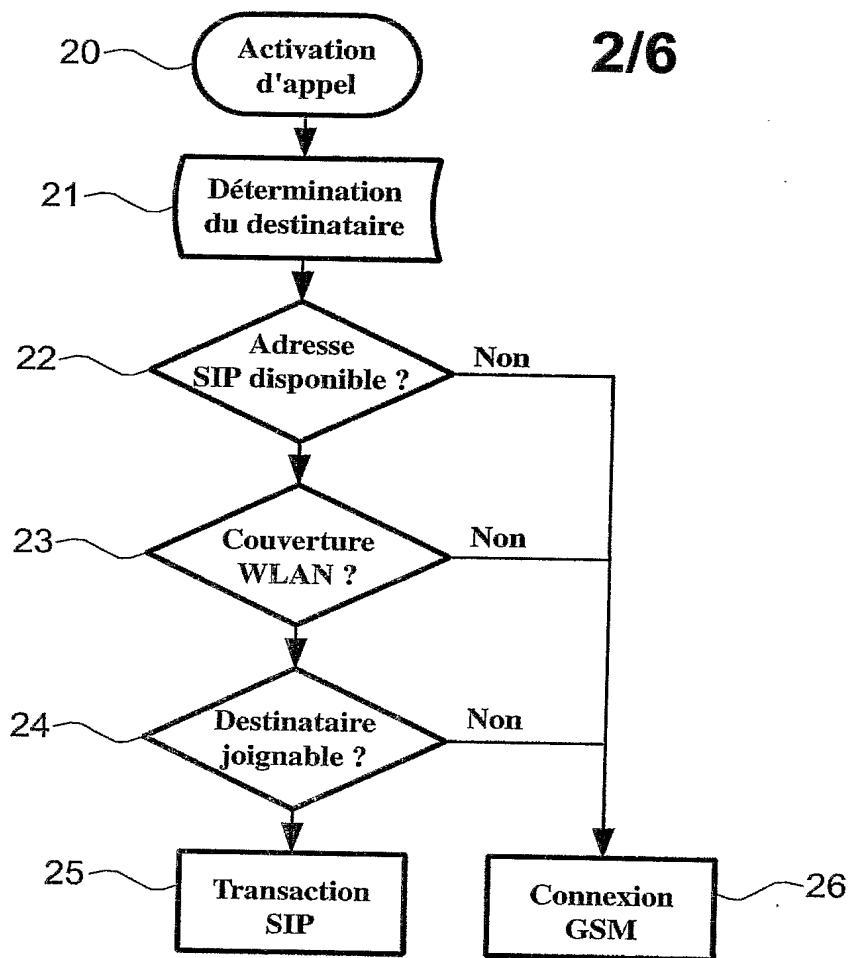 2/6
20
Activation
d'appel
21
Détermination
du destinataire
22
Adresse
SIP disponible ?
Non
23
Couverture
WLAN ?
Non
24
Destinataire
joignable ?
Non
25
Transaction
SIP
Connexion
GSM
26